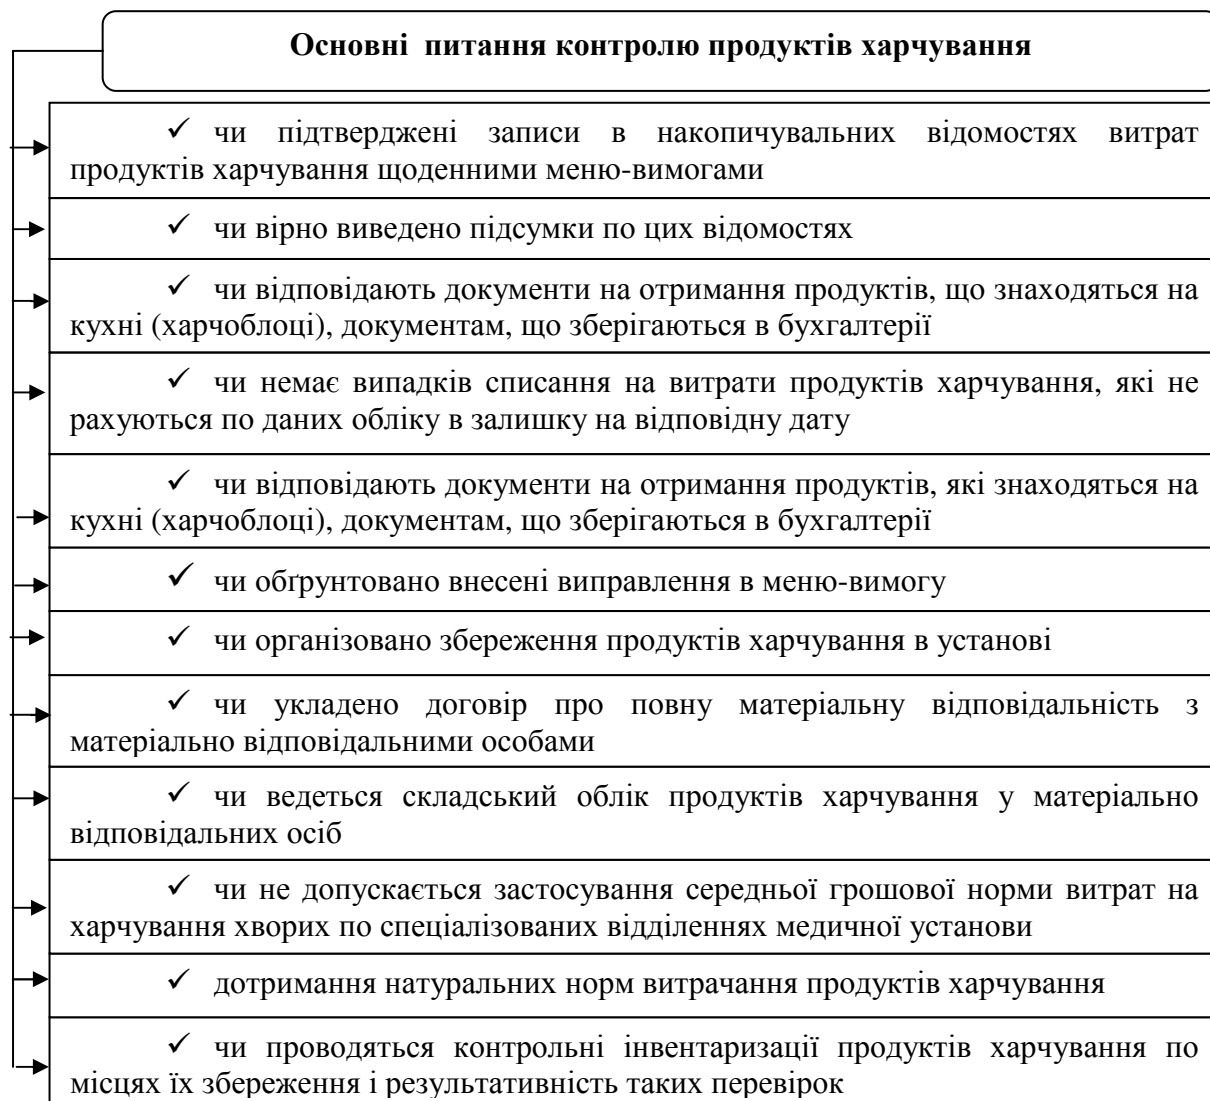 Основні питання контролю продуктів харчування
✓ чи підтверджені записи в накопичувальних відомостях витрат
продуктів харчування щоденними меню-вимогами
✓ чи вірно виведено підсумки по цих відомостях
✓ чи відповідають документи на отримання продуктів, що знаходяться на
кухні (харчоблоці), документам, що зберігаються в бухгалтерії
✓ чи немає випадків списання на витрати продуктів харчування, які не
рахуються по даних обліку в залишку на відповідну дату
✓ чи відповідають документи на отримання продуктів, які знаходяться на
кухні (харчоблоці), документам, що зберігаються в бухгалтерії
✓ чи обґрунтовано внесені виправлення в меню-вимогу
✓ чи організовано збереження продуктів харчування в установі
✓ чи укладено договір про повну матеріальну відповідальність з
матеріально відповідальними особами
✓ чи ведеться складський облік продуктів харчування у матеріально
відповідальних осіб
✓ чи не допускається застосування середньої грошової норми витрат на
харчування хворих по спеціалізованих відділеннях медичної установи
✓ дотримання натуральних норм витрачання продуктів харчування
✓ чи проводяться контрольні інвентаризації продуктів харчування по
місцях їх збереження і результативність таких перевірок